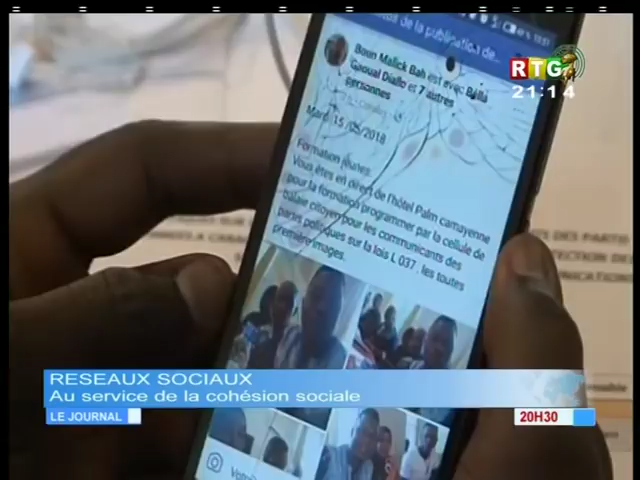 RTG
21:14
Boun Malick Bah est avec Balla
Gaoual Diallo et 7 autres
personnes
Mardi 15 /05/2018
Formation
Vous êtes en direct de l'hôtel Palm camayenne
pour la formation programmer par la cellule de
balaie citoyen pour les communicants des
partis politiques sur la lois L 037. les toutes
première images.
RESEAUX SOCIAUX
Au service de la cohésion sociale
LE JOURNAL
20H30